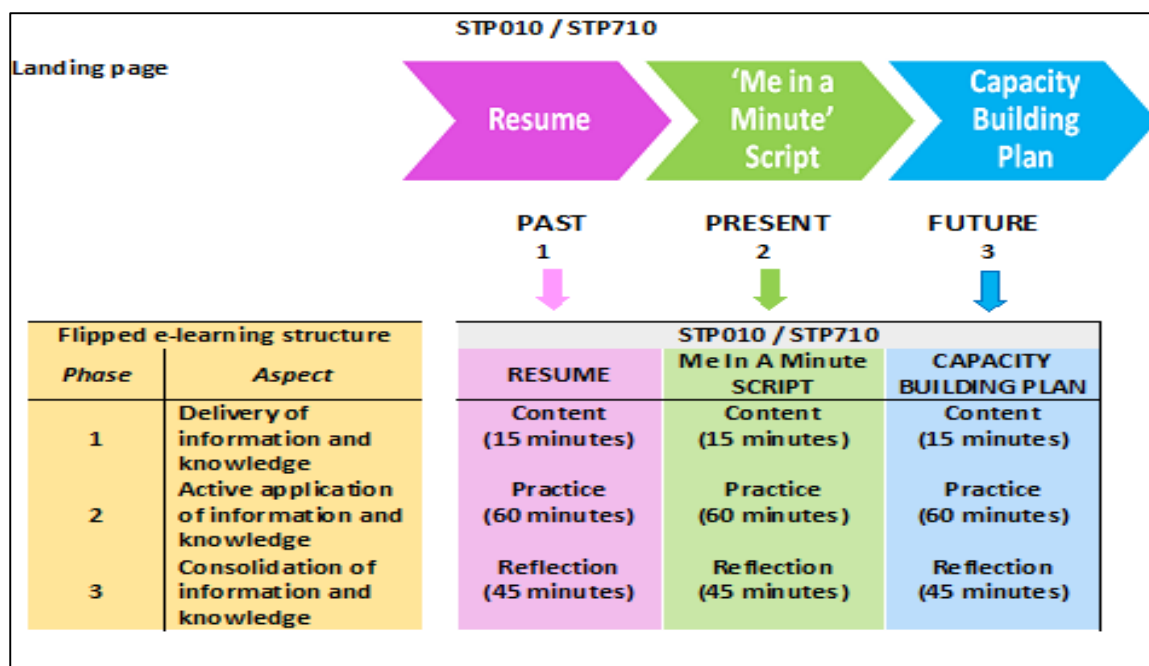 STP010 / STP710
Landing page
Resume
‘Me in a
Minute’
Script
Capacity
Building
Plan
PAST
1
PRESENT
2
FUTURE
3
Flipped e-learning structure
Phase
Aspect
STP010 / STP710
RESUME
Me In A Minute
SCRIPT
CAPACITY
BUILDING PLAN
1
Delivery of
information and
knowledge
Content
(15 minutes)
Content
(15 minutes)
Content
(15 minutes)
2
Active application
of information and
knowledge
Practice
(60 minutes)
Practice
(60 minutes)
Practice
(60 minutes)
3
Consolidation of
information and
knowledge
Reflection
(45 minutes)
Reflection
(45 minutes)
Reflection
(45 minutes)